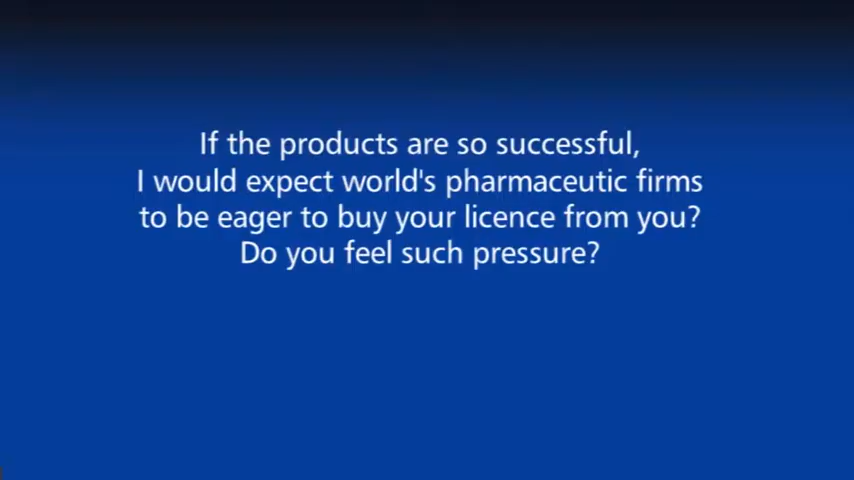 If the products are so successful,
I would expect world's pharmaceutic firms
to be eager to buy your licence from you?
Do you feel such pressure?